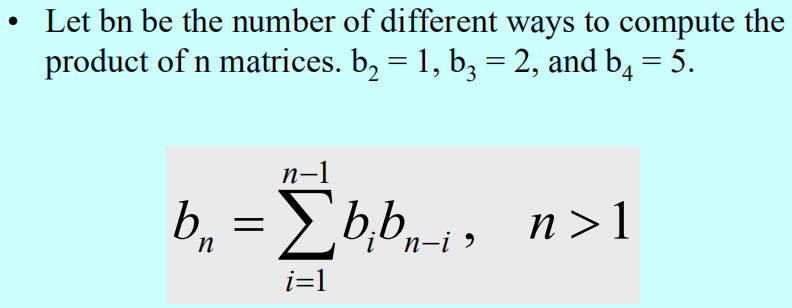 • Let bn be the number of different ways to compute the
product of n matrices. b₂ = 1, b₃ = 2, and b₄ = 5.
n−1
bₙ = ∑ bᵢbₙ₋ᵢ ,   n > 1
i=1